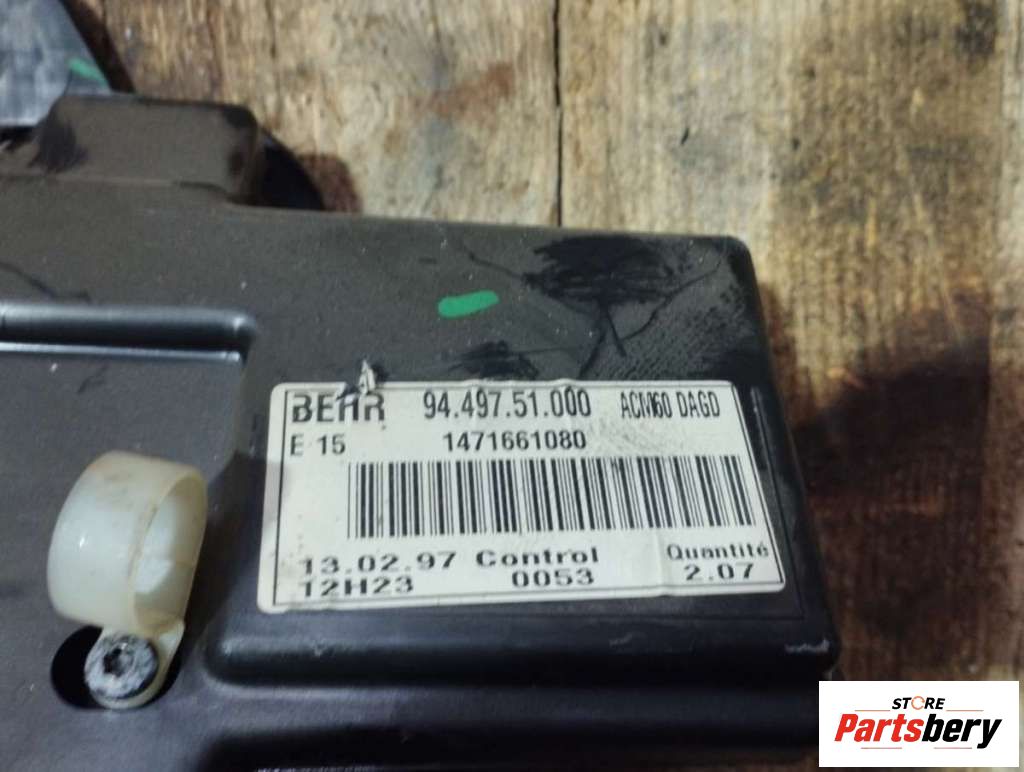 BEHR 94.497.51.000 ACM60 DAGD
E 15 1471661080
13.02.97 Control Quantité
12H23 0053 2.07
STORE
Partsbery